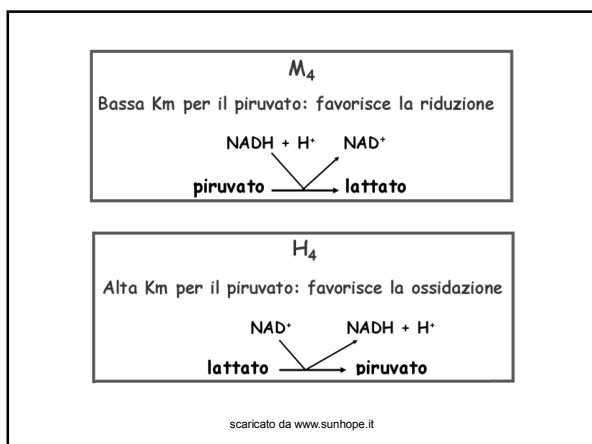 M₄
Bassa Km per il piruvato: favorisce la riduzione
NADH + H⁺ NAD⁺
piruvato lattato
H₄
Alta Km per il piruvato: favorisce la ossidazione
NAD⁺ NADH + H⁺
lattato piruvato
scaricato da www.sunhope.it